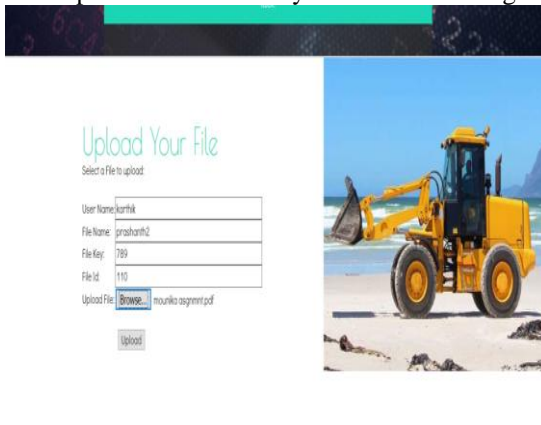 Upload Your File
Select a File to upload:
User Name: karthik
File Name: prashanth2
File Key: 789
File Id: 110
Upload File: Browse... mounika asgnmnt.pdf
Upload